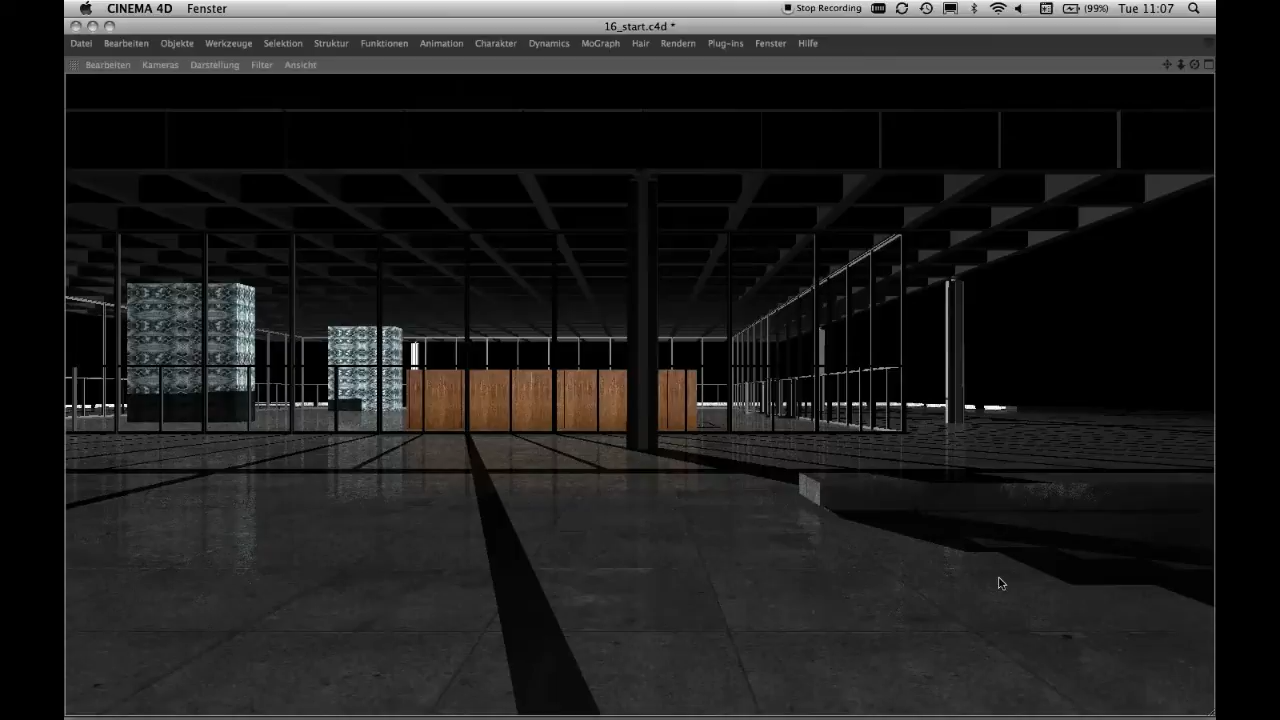 CINEMA 4D Fenster Stop Recording (99%) Tue 11:07
16_start.c4d *
Datei Bearbeiten Objekte Werkzeuge Selektion Struktur Funktionen Animation Charakter Dynamics MoGraph Hair Rendern Plug-ins Fenster Hilfe
Bearbeiten Kameras Darstellung Filter Ansicht